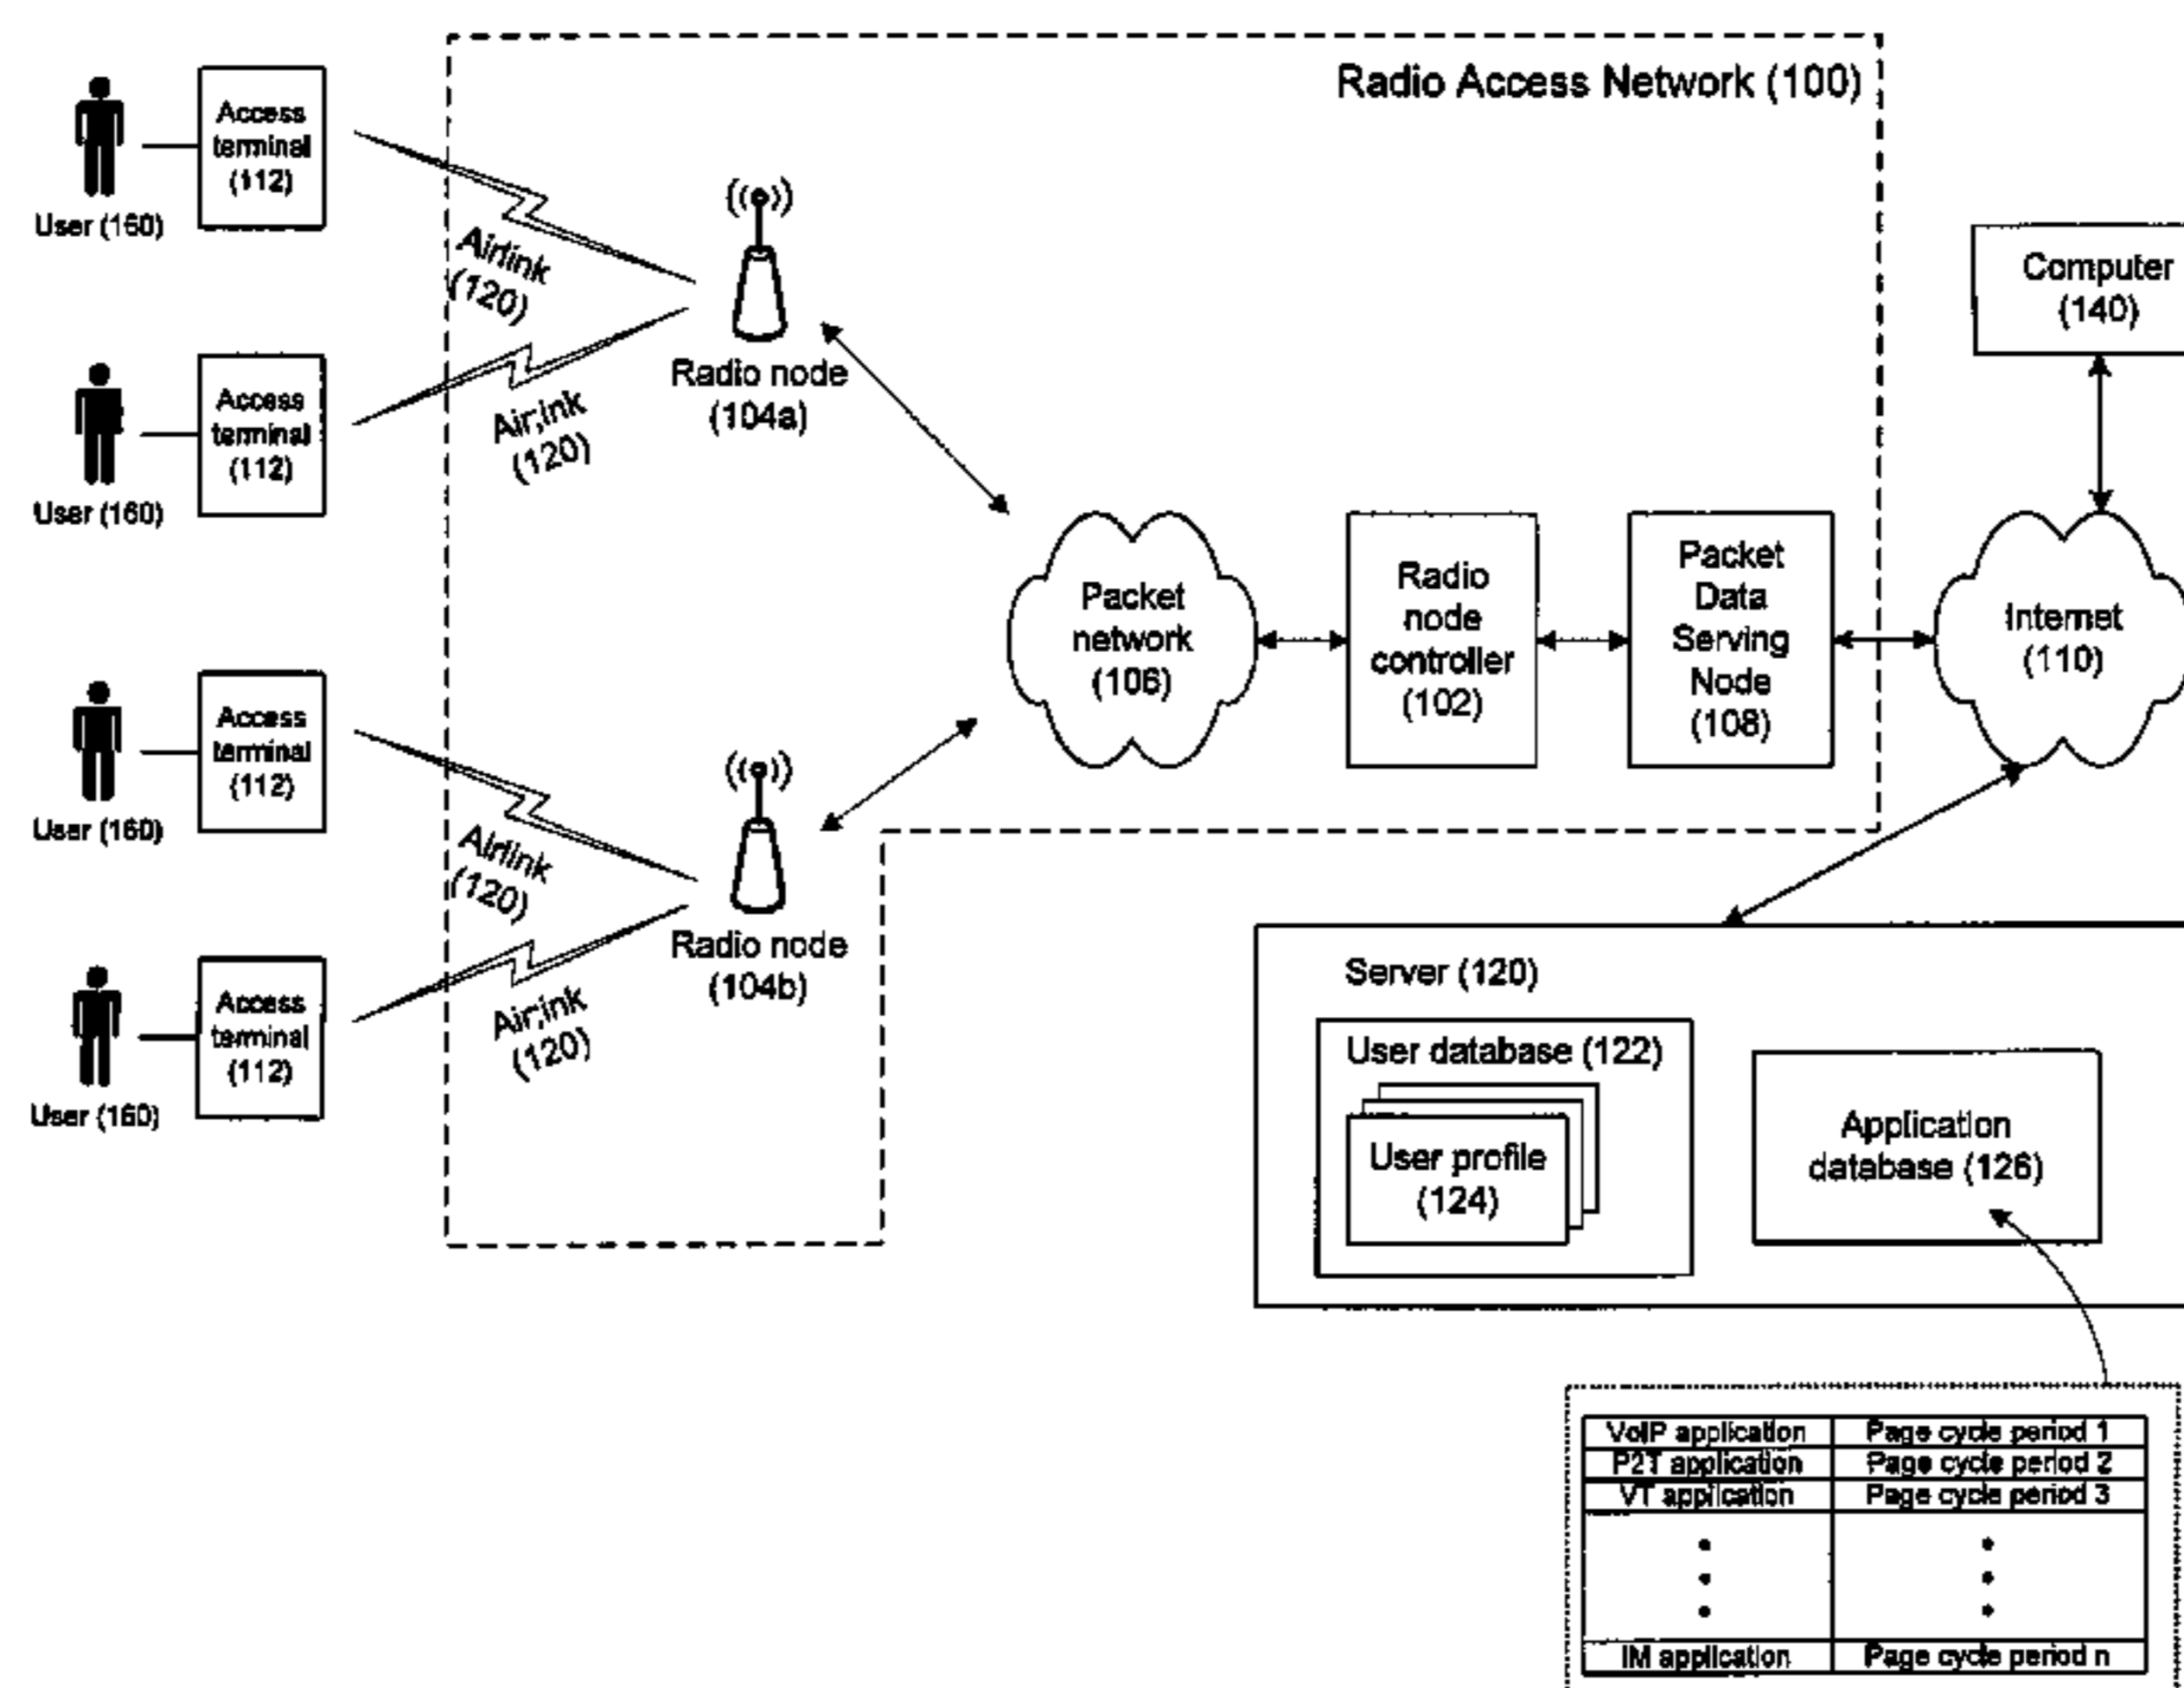 Radio Access Network (100)
Access
terminal
(112)
User (160)
Airlink
(120)
Radio node
(104a)
Access
terminal
(112)
User (160)
Air;ink
(120)
Computer
(140)
Packet
network
(106)
Radio
node
controller
(102)
Packet
Data
Serving
Node
(108)
Internet
(110)
Access
terminal
(112)
User (160)
Airlink
(120)
Radio node
(104b)
Access
terminal
(112)
User (160)
Air;ink
(120)
Server (120)
User database (122)
User profile
(124)
Application
database (126)
VoIP application Page cycle period 1
P2T application Page cycle period 2
VT application Page cycle period 3
IM application Page cycle period n